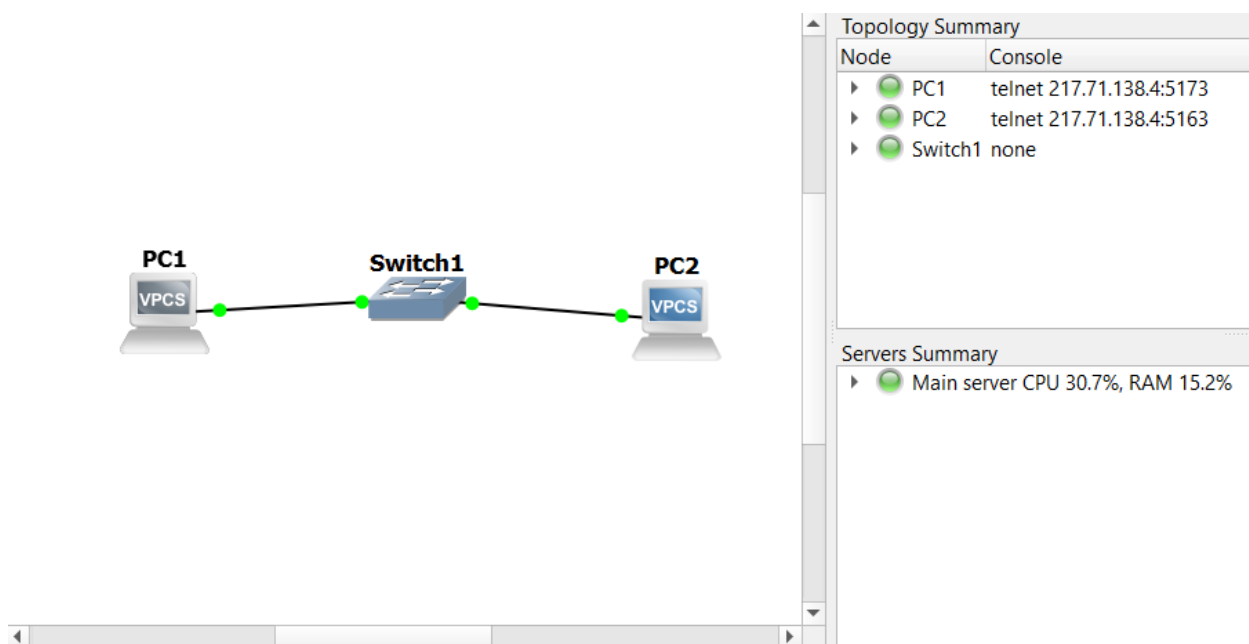 Topology Summary
Node Console
PC1 telnet 217.71.138.4:5173
PC2 telnet 217.71.138.4:5163
Switch1 none
PC1
Switch1
PC2
VPCS
VPCS
Servers Summary
Main server CPU 30.7%, RAM 15.2%